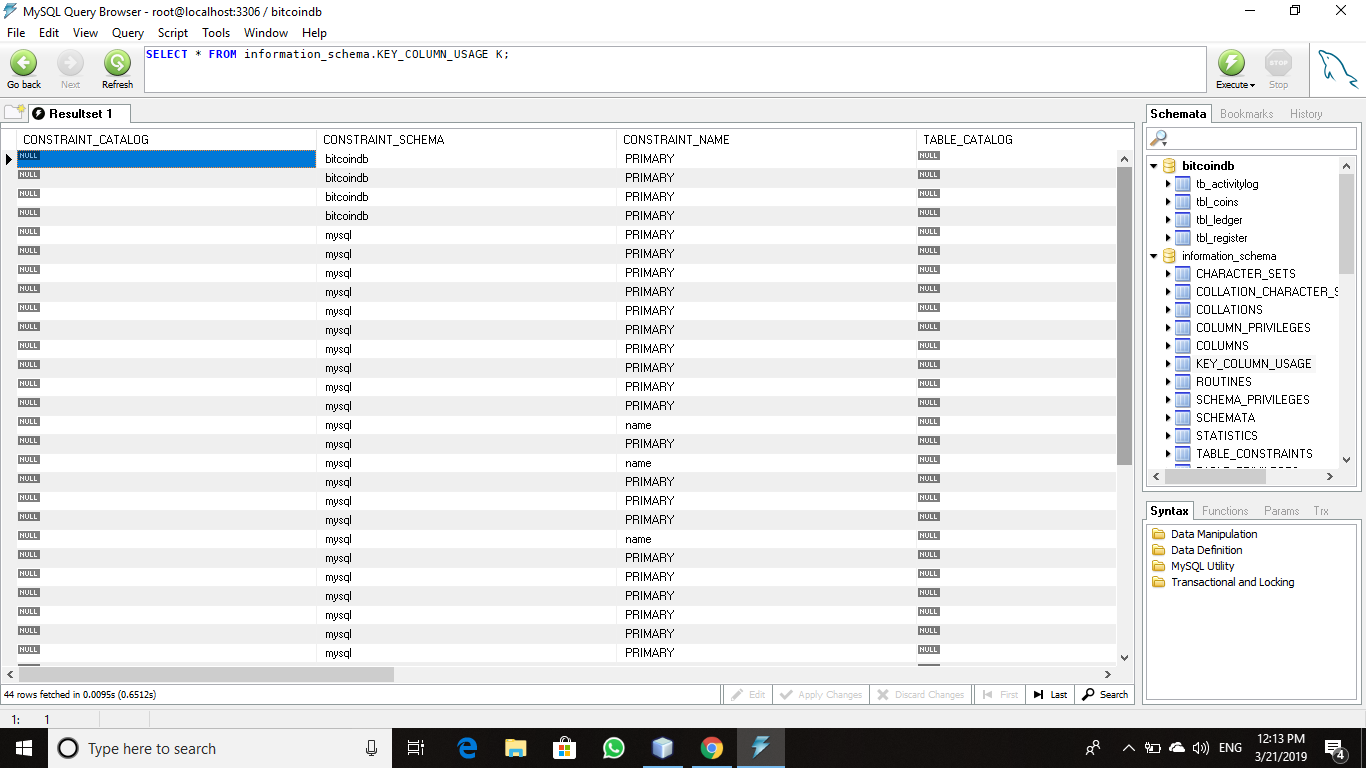 MySQL Query Browser - root@localhost:3306 / bitcoindb
File Edit View Query Script Tools Window Help
SELECT * FROM information_schema.KEY_COLUMN_USAGE K;
Go back Next Refresh Execute Stop
Resultset 1
CONSTRAINT_CATALOG CONSTRAINT_SCHEMA CONSTRAINT_NAME TABLE_CATALOG
NULL bitcoindb PRIMARY NULL
NULL bitcoindb PRIMARY NULL
NULL bitcoindb PRIMARY NULL
NULL bitcoindb PRIMARY NULL
NULL mysql PRIMARY NULL
NULL mysql PRIMARY NULL
NULL mysql PRIMARY NULL
NULL mysql PRIMARY NULL
NULL mysql PRIMARY NULL
NULL mysql PRIMARY NULL
NULL mysql PRIMARY NULL
NULL mysql PRIMARY NULL
NULL mysql PRIMARY NULL
NULL mysql PRIMARY NULL
NULL mysql name NULL
NULL mysql PRIMARY NULL
NULL mysql name NULL
NULL mysql PRIMARY NULL
NULL mysql PRIMARY NULL
NULL mysql PRIMARY NULL
NULL mysql name NULL
NULL mysql PRIMARY NULL
NULL mysql PRIMARY NULL
NULL mysql PRIMARY NULL
NULL mysql PRIMARY NULL
NULL mysql PRIMARY NULL
NULL mysql PRIMARY NULL
44 rows fetched in 0.0095s (0.6512s)
Edit Apply Changes Discard Changes First Last Search
1: 1
Schemata Bookmarks History
bitcoindb
tb_activitylog
tbl_coins
tbl_ledger
tbl_register
information_schema
CHARACTER_SETS
COLLATION_CHARACTER_S
COLLATIONS
COLUMN_PRIVILEGES
COLUMNS
KEY_COLUMN_USAGE
ROUTINES
SCHEMA_PRIVILEGES
SCHEMATA
STATISTICS
TABLE_CONSTRAINTS
Syntax Functions Params Trx
Data Manipulation
Data Definition
MySQL Utility
Transactional and Locking
Type here to search
ENG
12:13 PM
3/21/2019
4